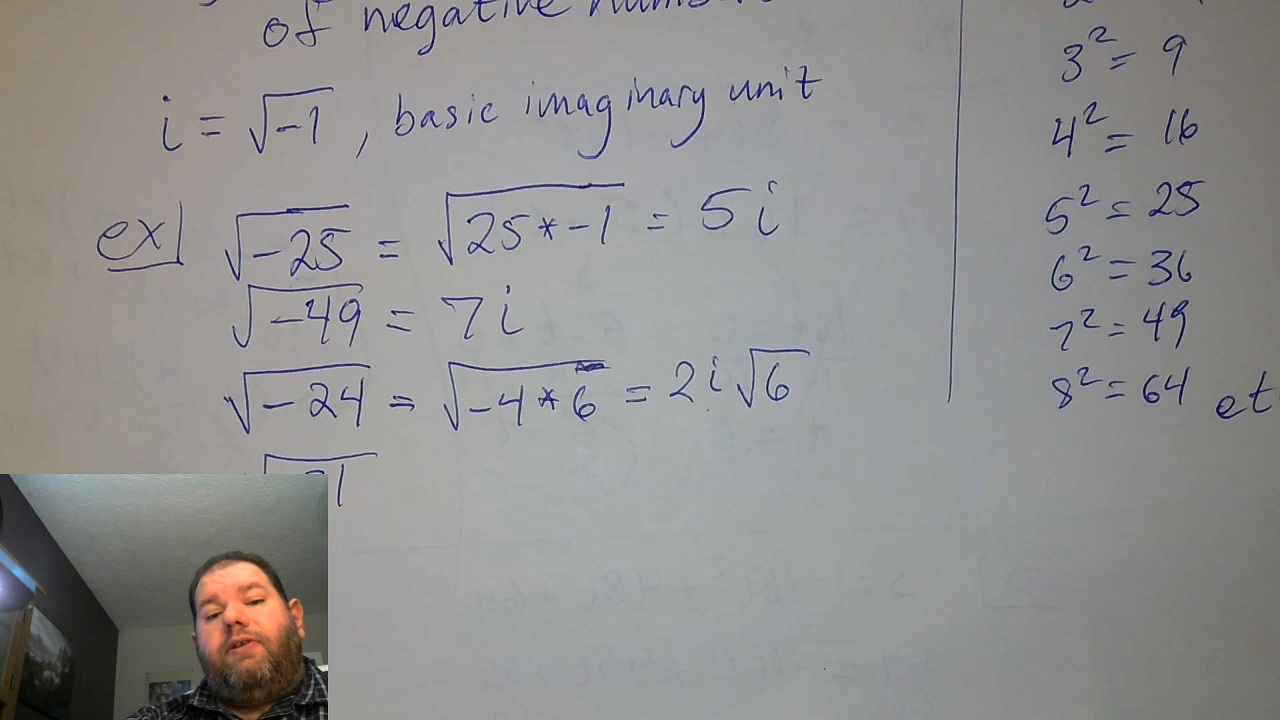 of negative
i = √-1 , basic imaginary unit
ex √-25 = √25*-1 = 5i
√-49 = 7i
√-24 = √-4*6 = 2i√6
3² = 9
4² = 16
5² = 25
6² = 36
7² = 49
8² = 64 et